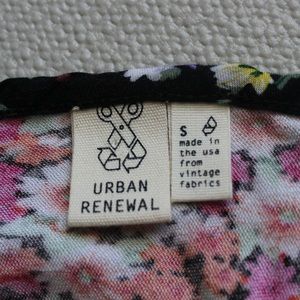 URBAN
RENEWAL
S
made in
the usa
from
vintage
fabrics